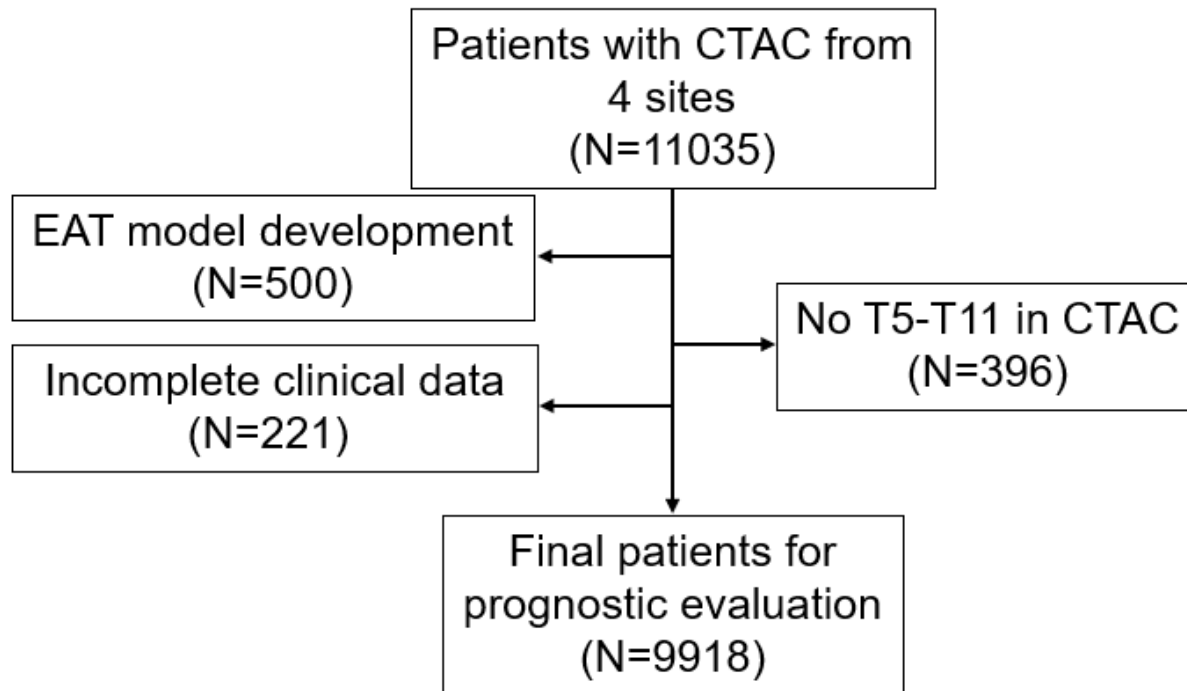 Patients with CTAC from
4 sites
(N=11035)
EAT model development
(N=500)
No T5-T11 in CTAC
(N=396)
Incomplete clinical data
(N=221)
Final patients for
prognostic evaluation
(N=9918)